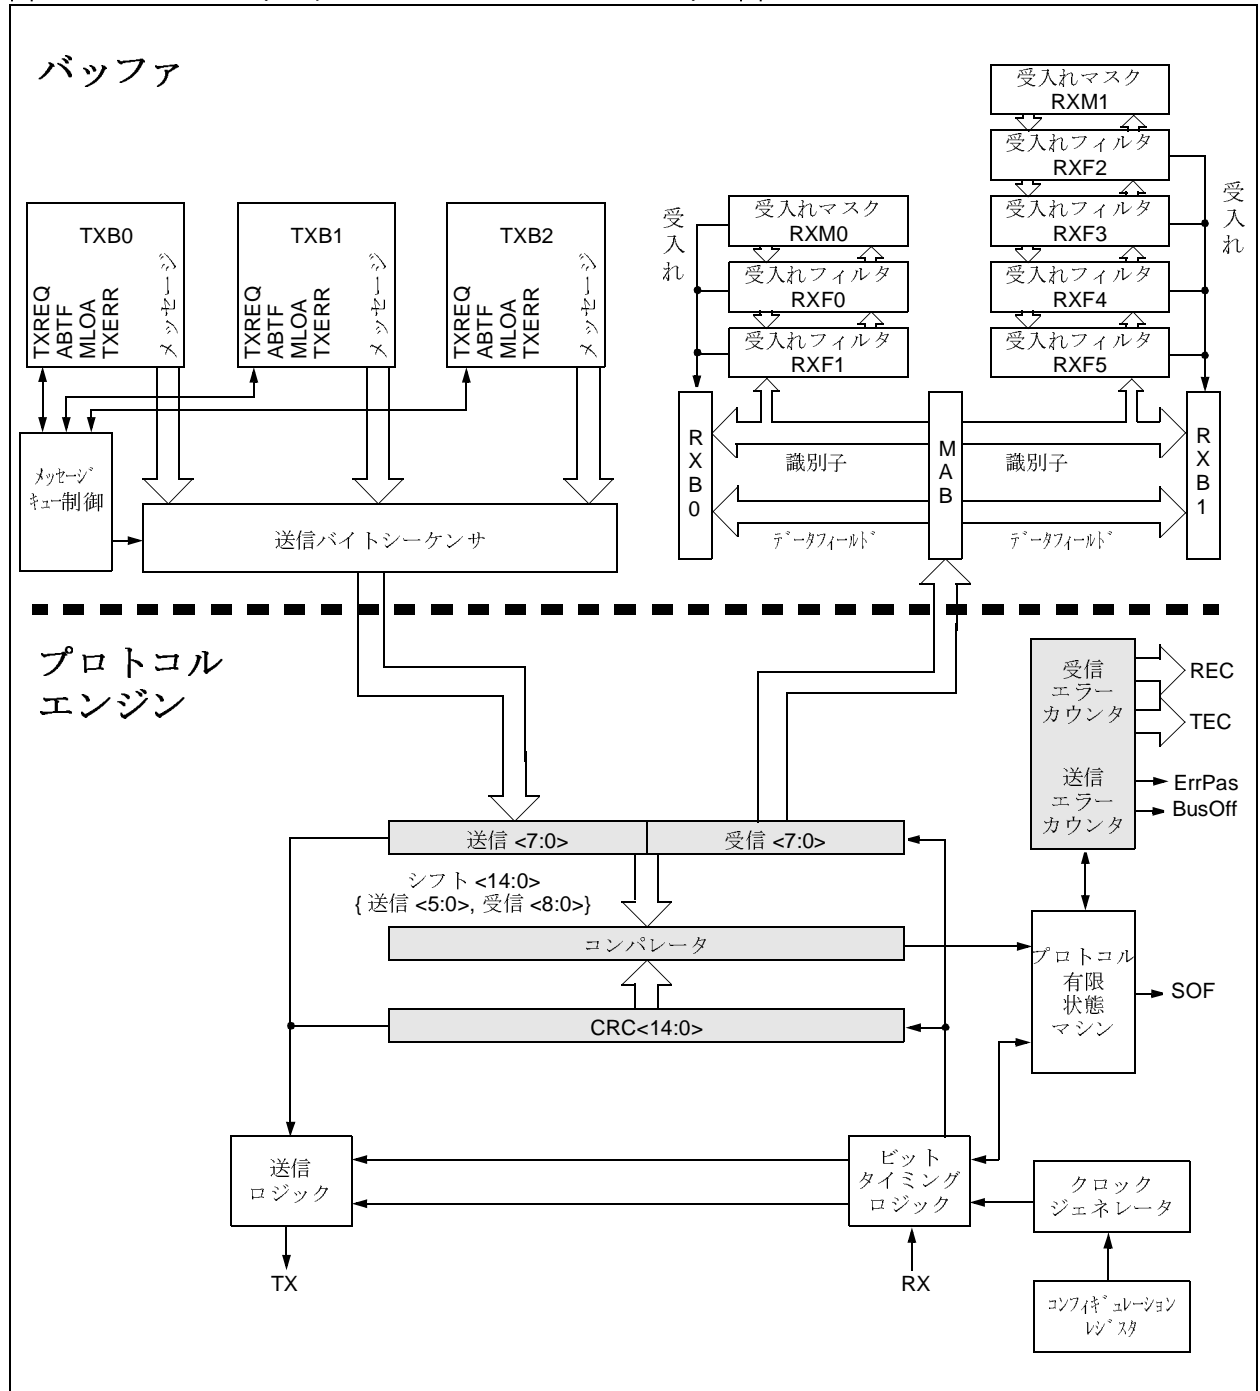 バッファ
受入れマスク
RXM1
受入れフィルタ
RXF2
受入れフィルタ
RXF3
受入れフィルタ
RXF4
受入れフィルタ
RXF5
受入れ
受入れ
受入れマスク
RXM0
受入れフィルタ
RXF0
受入れフィルタ
RXF1
TXB0
TXREQ
ABTF
MLOA
TXERR
メッセージ
TXB1
TXREQ
ABTF
MLOA
TXERR
メッセージ
TXB2
TXREQ
ABTF
MLOA
TXERR
メッセージ
メッセージ
キュー制御
送信バイトシーケンサ
RXB0
識別子
データフィールド
MAB
識別子
データフィールド
RXB1
プロトコル
エンジン
受信
エラー
カウンタ
送信
エラー
カウンタ
REC
TEC
ErrPas
BusOff
送信 <7:0>
受信 <7:0>
シフト <14:0>
{ 送信 <5:0>, 受信 <8:0>}
コンパレータ
CRC<14:0>
プロトコル
有限
状態
マシン
SOF
送信
ロジック
ビット
タイミング
ロジック
クロック
ジェネレータ
TX
RX
コンフィギュレーション
レジスタ